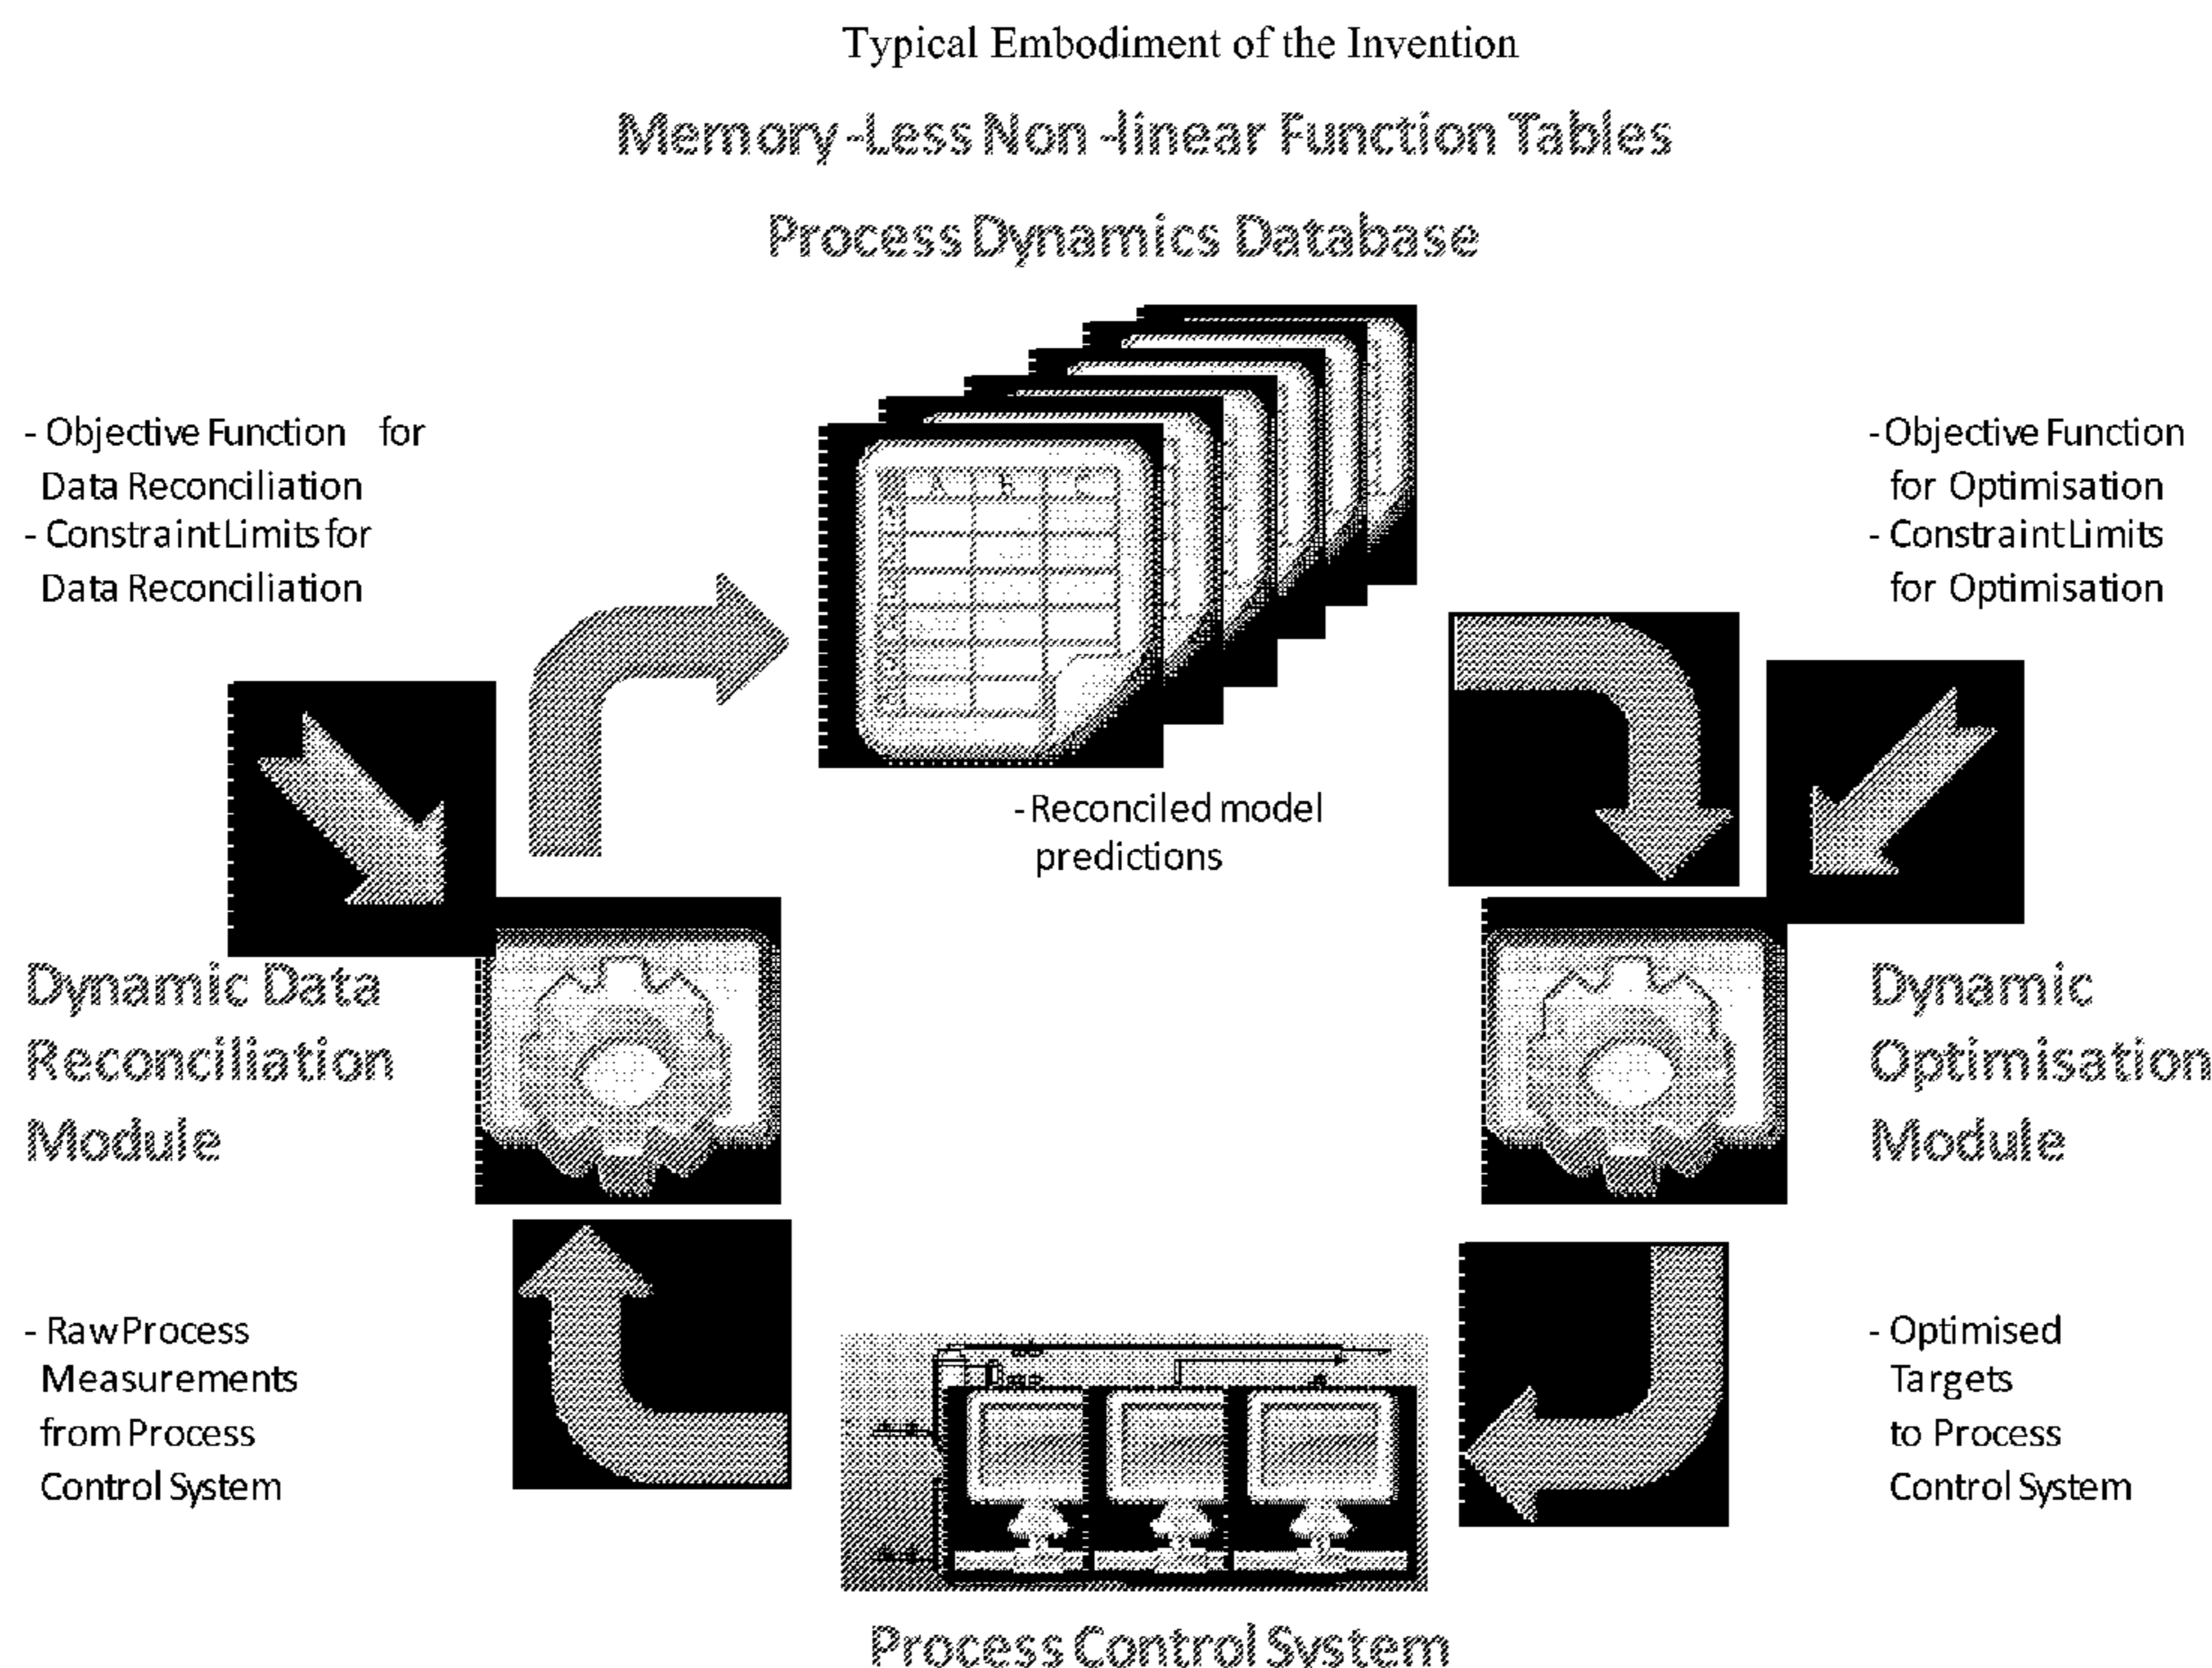 Typical Embodiment of the Invention
Memory-Less Non-linear Function Tables
Process Dynamics Database
- Objective Function for
Data Reconciliation
- Constraint Limits for
Data Reconciliation
- Objective Function
for Optimisation
- Constraint Limits
for Optimisation
A B C
- Reconciled model
predictions
Dynamic Data
Reconciliation
Module
Dynamic
Optimisation
Module
- Raw Process
Measurements
from Process
Control System
- Optimised
Targets
to Process
Control System
Process Control System